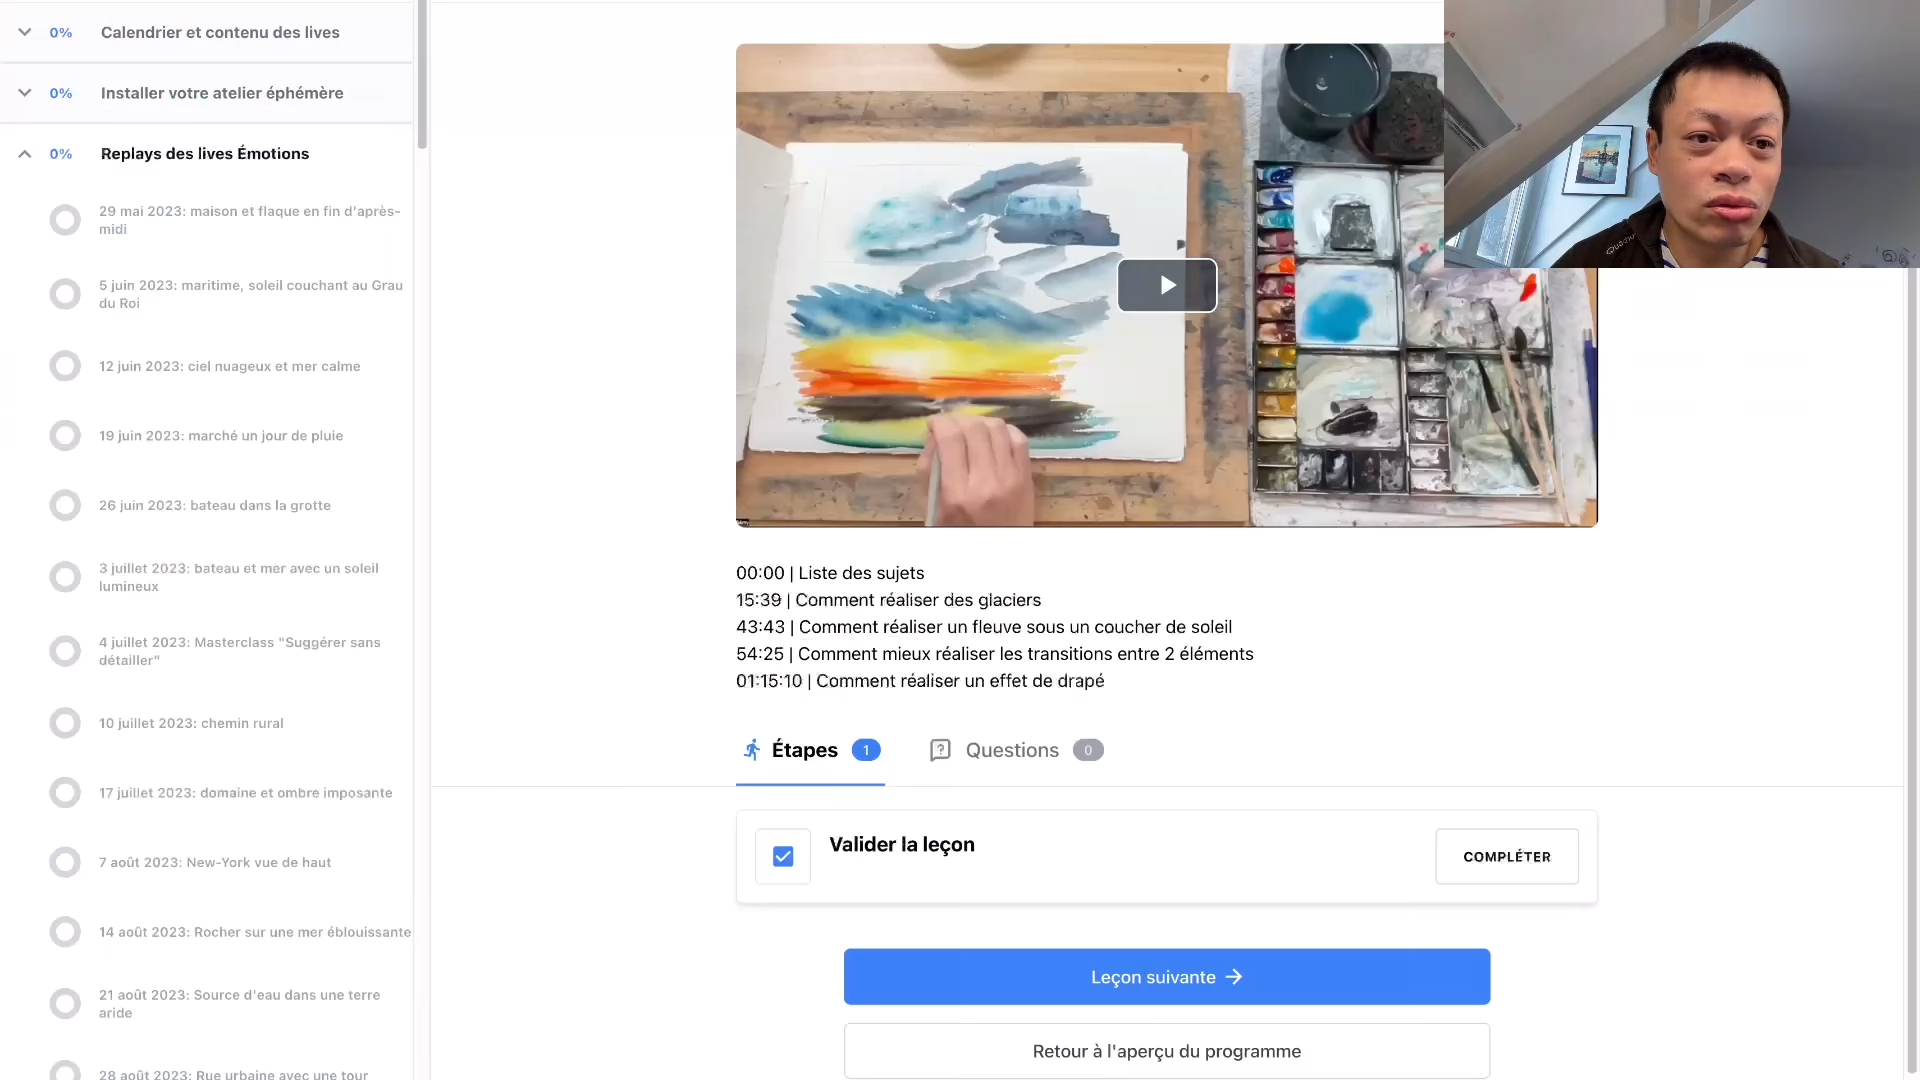 0% Calendrier et contenu des lives
0% Installer votre atelier éphémère
0% Replays des lives Émotions
29 mai 2023: maison et flaque en fin d'après-
midi
5 juin 2023: maritime, soleil couchant au Grau
du Roi
12 juin 2023: ciel nuageux et mer calme
19 juin 2023: marché un jour de pluie
26 juin 2023: bateau dans la grotte
3 juillet 2023: bateau et mer avec un soleil
lumineux
4 juillet 2023: Masterclass "Suggérer sans
détailler"
10 juillet 2023: chemin rural
17 juillet 2023: domaine et ombre imposante
7 août 2023: New-York vue de haut
14 août 2023: Rocher sur une mer éblouissante
21 août 2023: Source d'eau dans une terre
aride
28 août 2023: Rue urbaine avec une tour
00:00 | Liste des sujets
15:39 | Comment réaliser des glaciers
43:43 | Comment réaliser un fleuve sous un coucher de soleil
54:25 | Comment mieux réaliser les transitions entre 2 éléments
01:15:10 | Comment réaliser un effet de drapé
Étapes 1
Questions 0
Valider la leçon
COMPLÉTER
Leçon suivante →
Retour à l'aperçu du programme